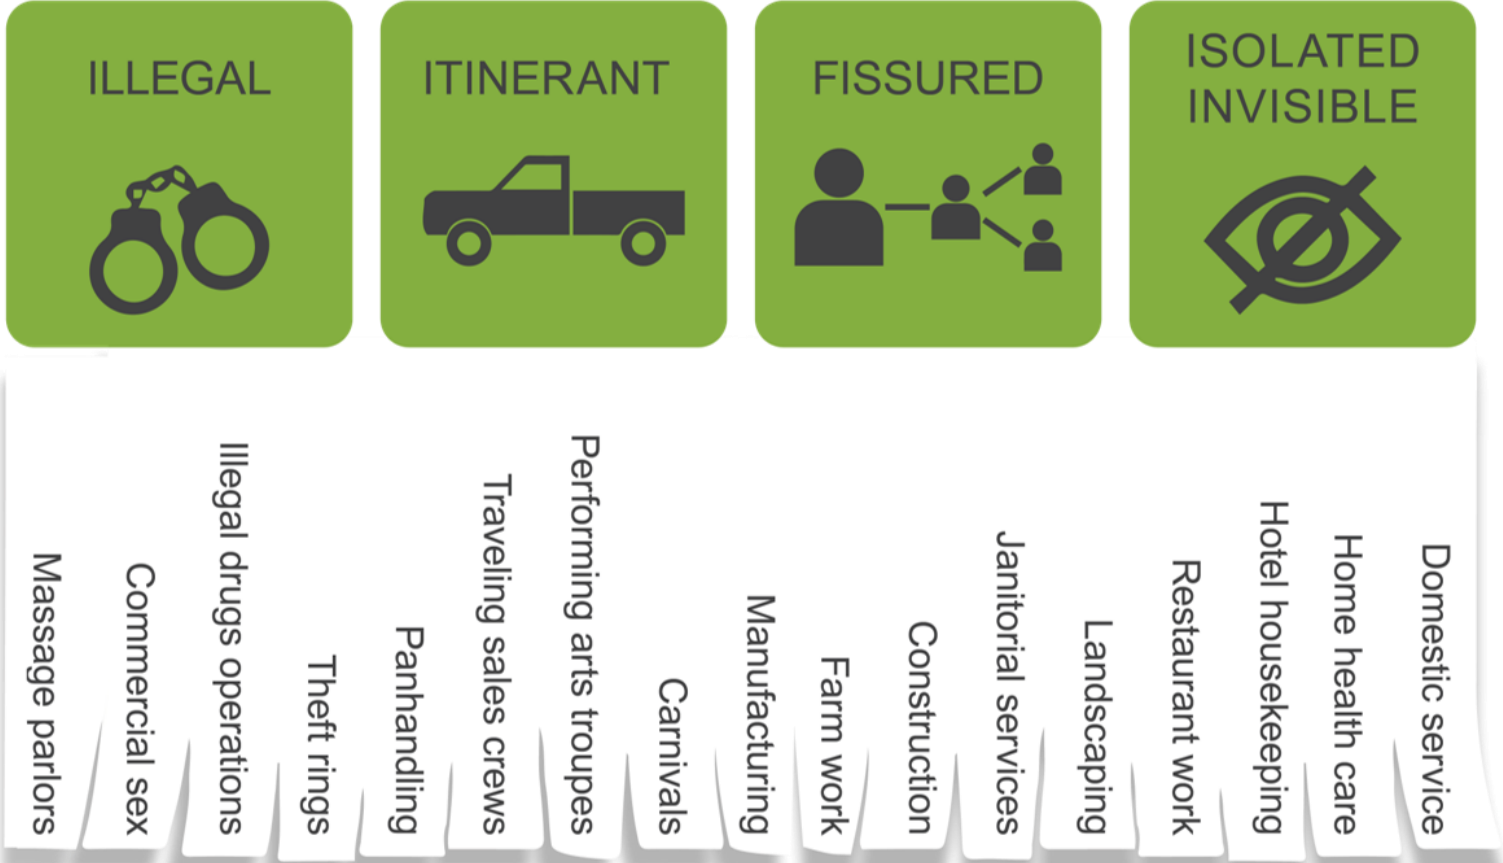 ILLEGAL
ITINERANT
FISSURED
ISOLATED
INVISIBLE
Massage parlors
Commercial sex
Illegal drugs operations
Theft rings
Panhandling
Traveling sales crews
Performing arts troupes
Carnivals
Manufacturing
Farm work
Construction
Janitorial services
Landscaping
Restaurant work
Hotel housekeeping
Home health care
Domestic service